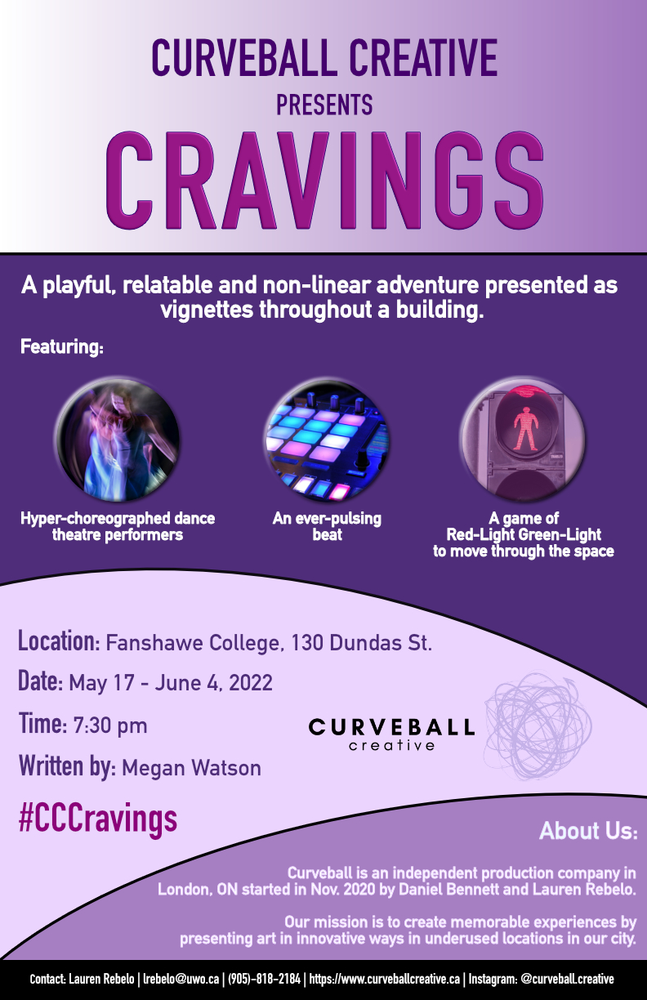 CURVEBALL CREATIVE
PRESENTS
CRAVINGS
A playful, relatable and non-linear adventure presented as
vignettes throughout a building.
Featuring:
Hyper-choreographed dance
theatre performers
An ever-pulsing
beat
A game of
Red-Light Green-Light
to move through the space
Location: Fanshawe College, 130 Dundas St.
Date: May 17 - June 4, 2022
Time: 7:30 pm
Written by: Megan Watson
#CCCravings
CURVEBALL
creative
About Us:
Curveball is an independent production company in
London, ON started in Nov. 2020 by Daniel Bennett and Lauren Rebelo.
Our mission is to create memorable experiences by
presenting art in innovative ways in underused locations in our city.
Contact: Lauren Rebelo | lrebelo@uwo.ca | (905)-818-2184 | https://www.curveballcreative.ca | Instagram: @curveball.creative